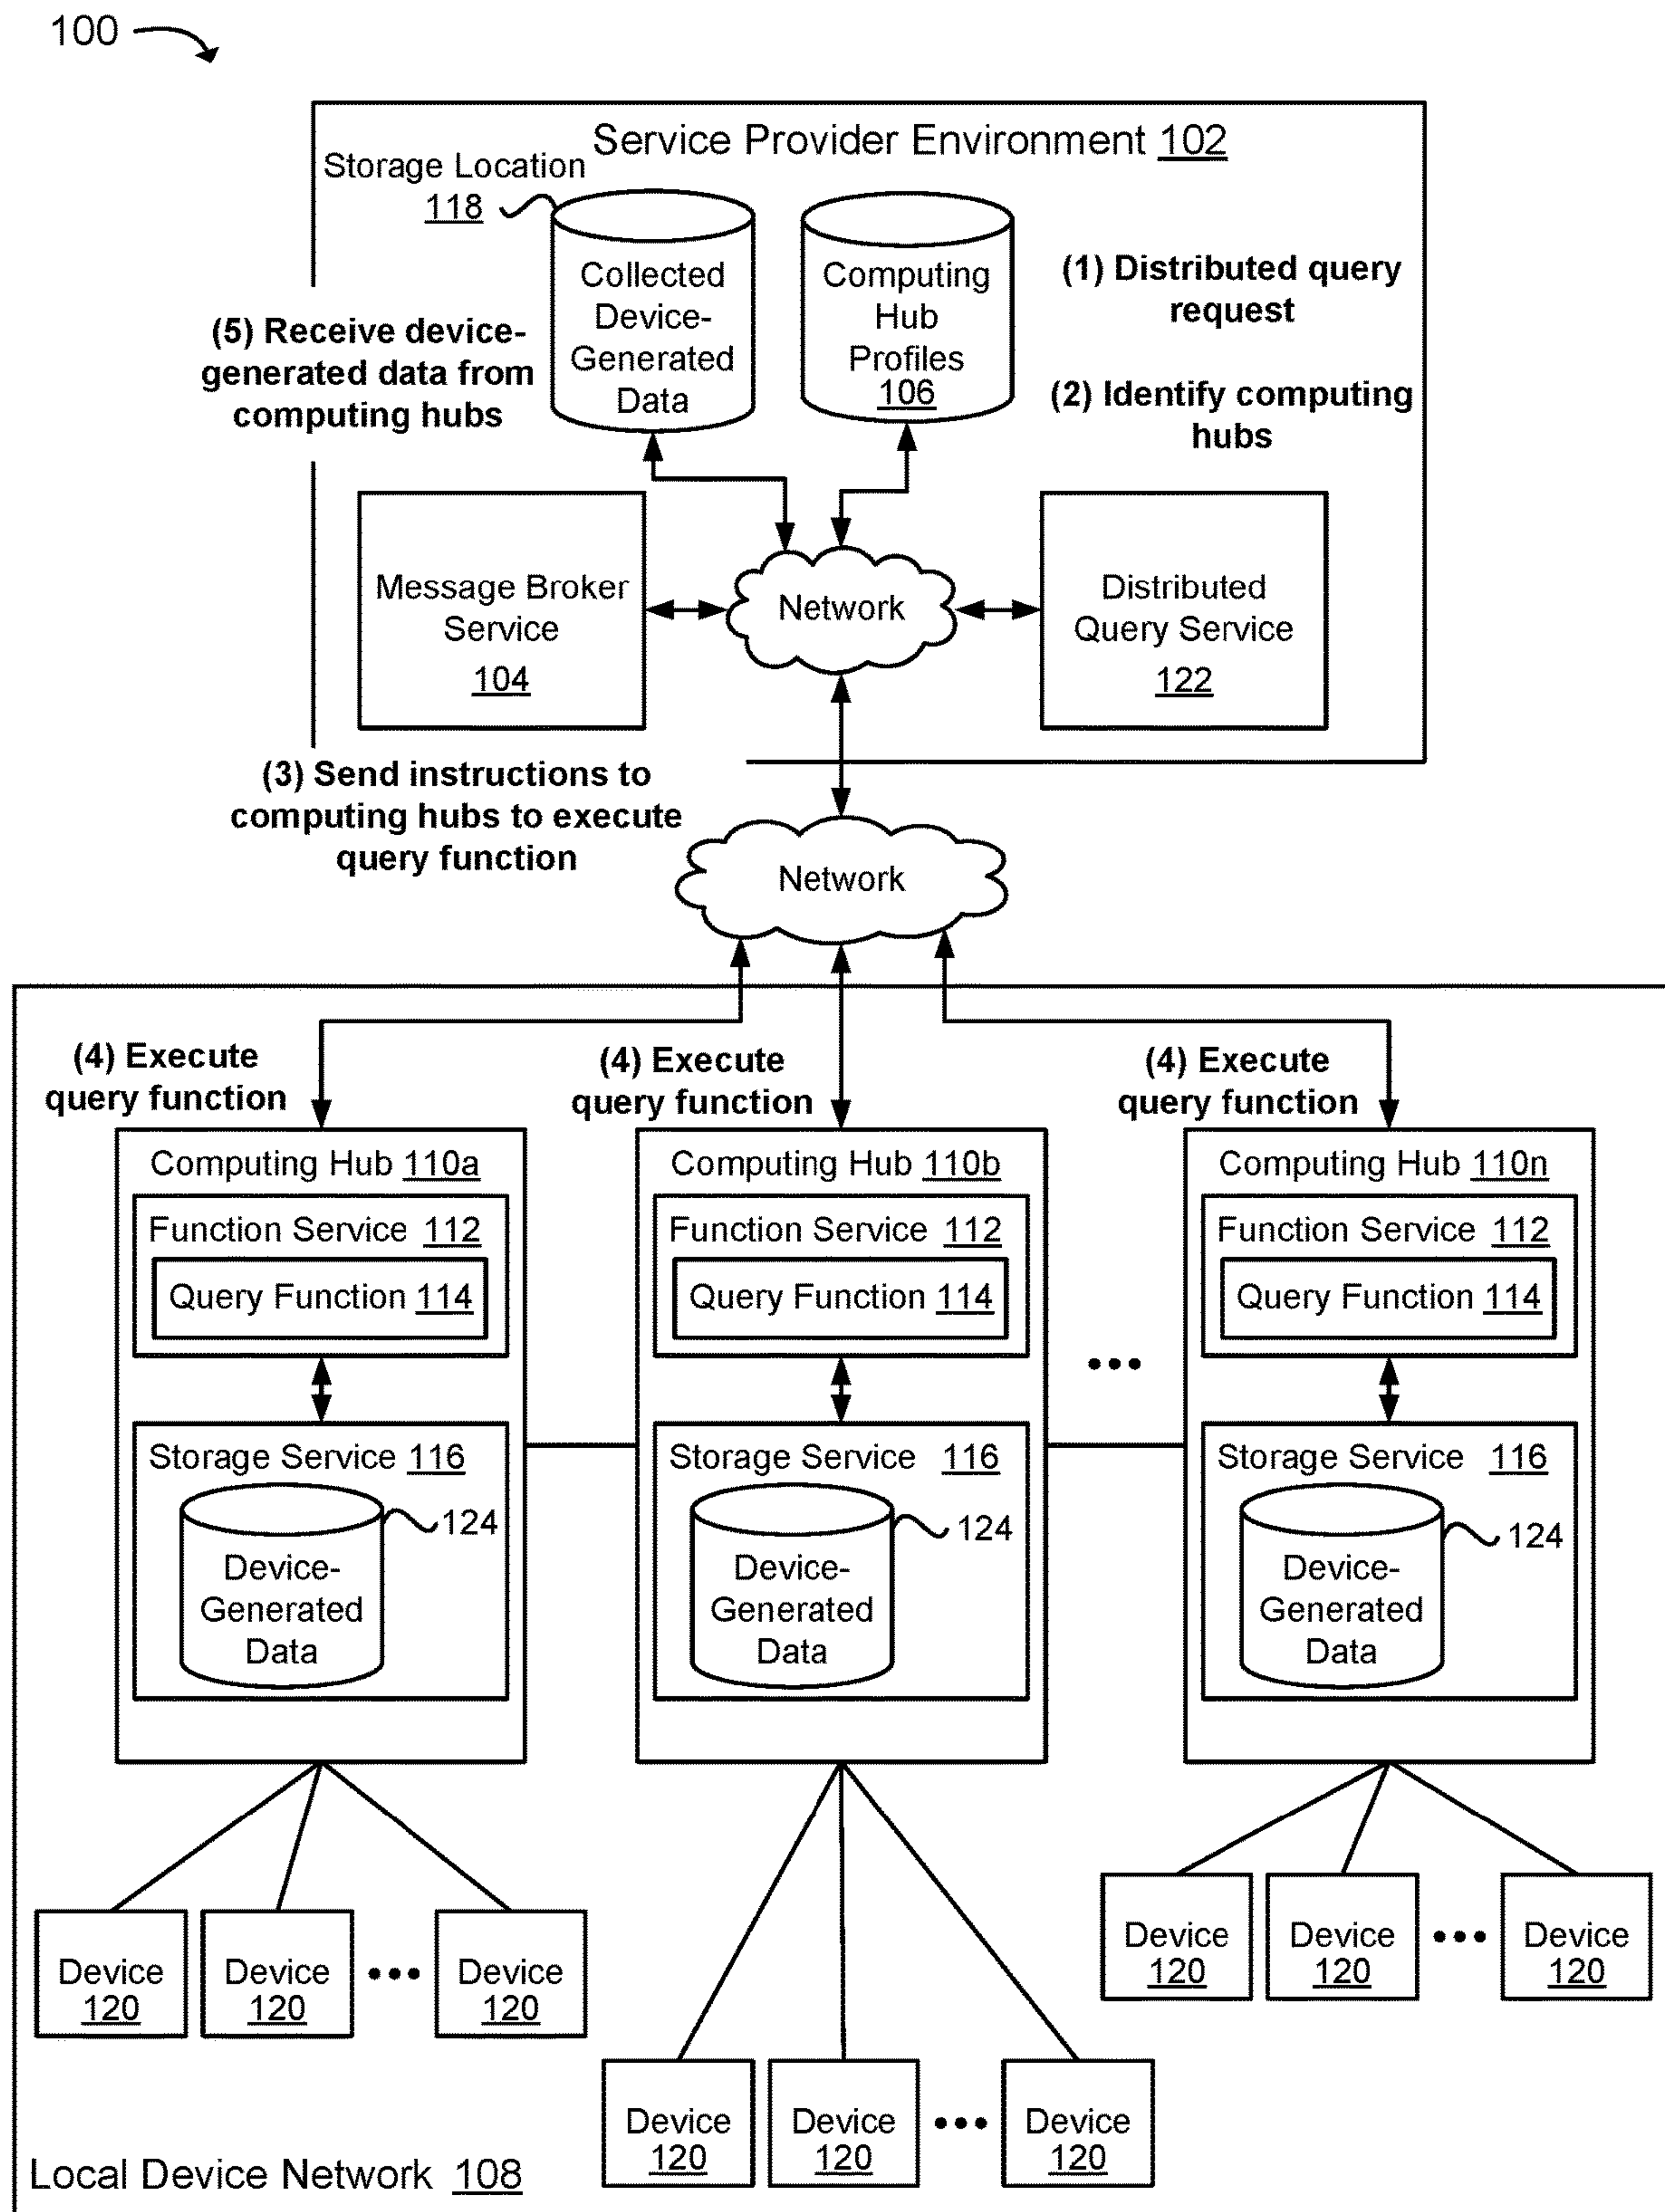 100
Service Provider Environment 102
Storage Location
118
Collected
Device-
Generated
Data
Computing
Hub
Profiles
106
(1) Distributed query
request
(2) Identify computing
hubs
(5) Receive device-
generated data from
computing hubs
Message Broker
Service
104
Network
Distributed
Query Service
122
(3) Send instructions to
computing hubs to execute
query function
Network
(4) Execute
query function
(4) Execute
query function
(4) Execute
query function
Computing Hub 110a
Function Service 112
Query Function 114
Storage Service 116
124
Device-
Generated
Data
Computing Hub 110b
Function Service 112
Query Function 114
Storage Service 116
124
Device-
Generated
Data
•••
Computing Hub 110n
Function Service 112
Query Function 114
Storage Service 116
124
Device-
Generated
Data
Device
120
Device
120
•••
Device
120
Device
120
Device
120
•••
Device
120
Device
120
Device
120
•••
Device
120
Local Device Network 108